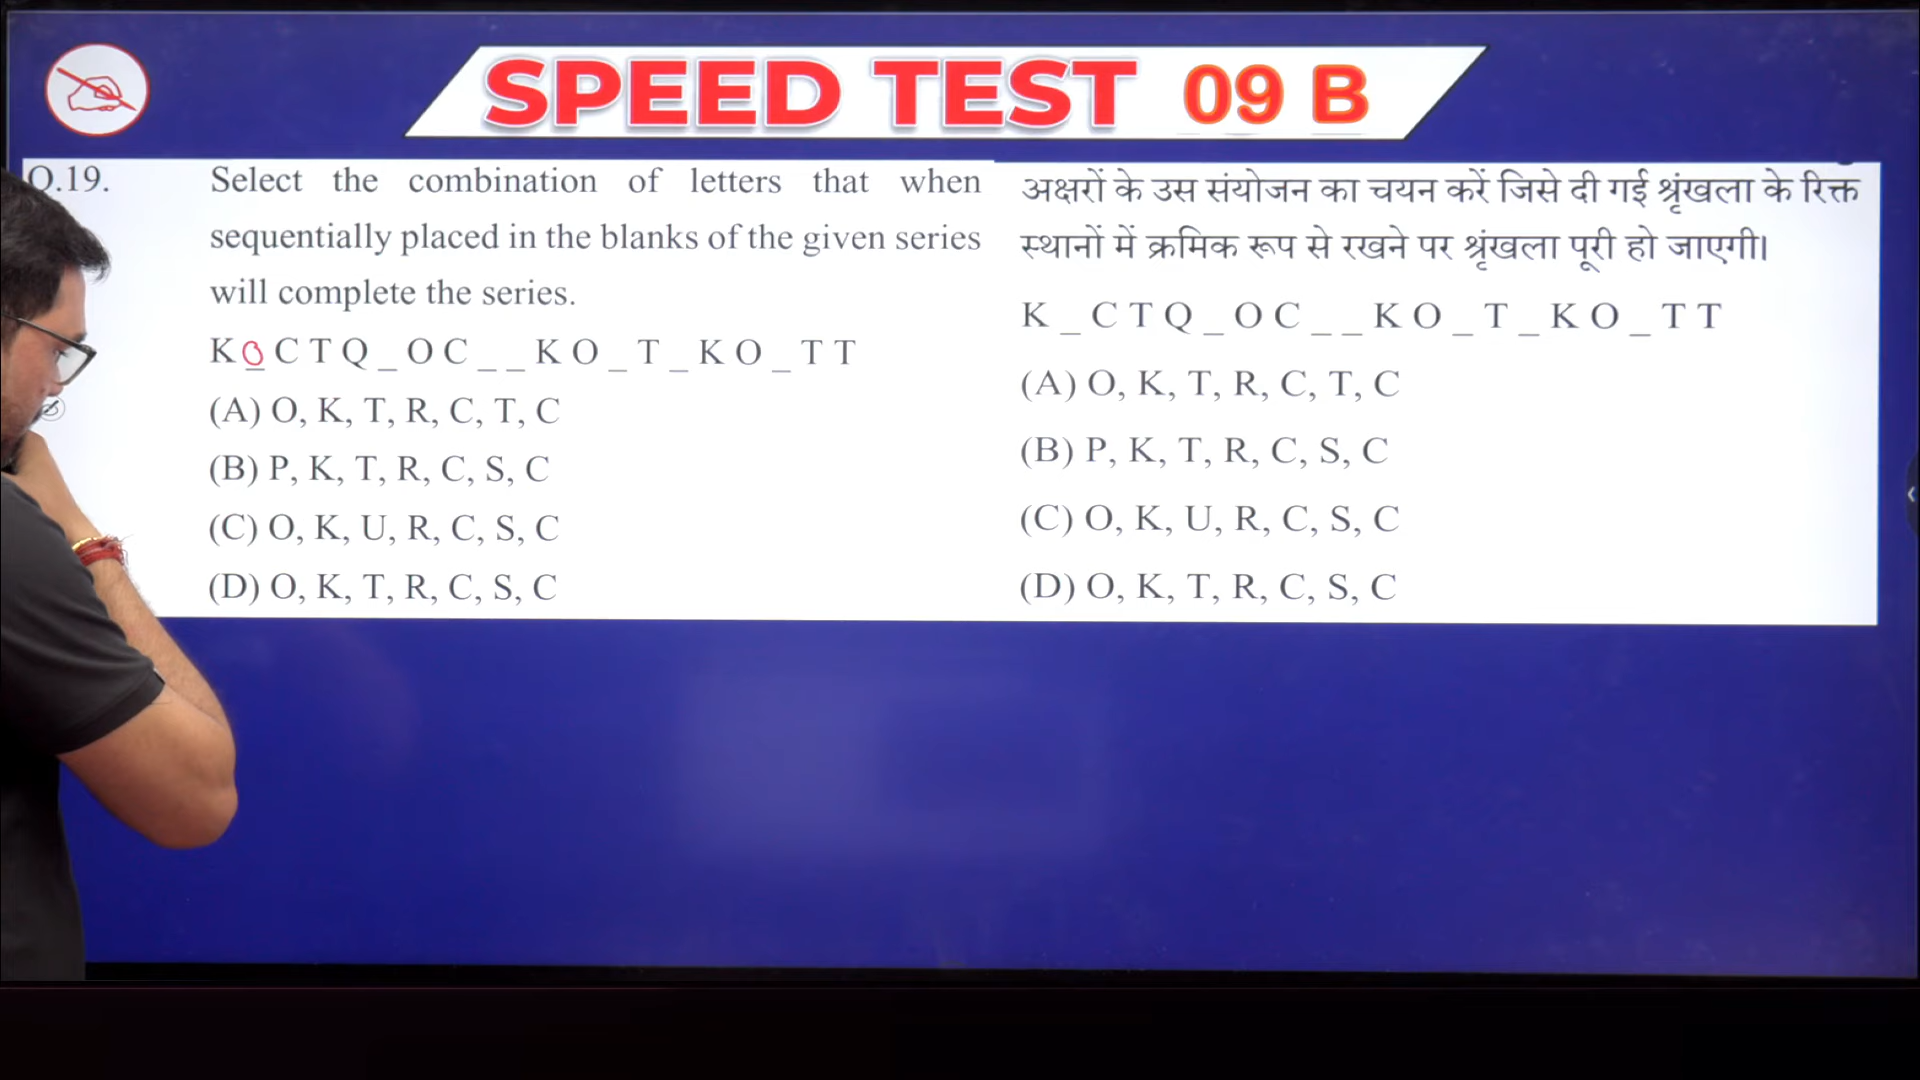 SPEED TEST 09 B
Q.19.
Select the combination of letters that when
sequentially placed in the blanks of the given series
will complete the series.
K O C T Q _ O C _ _ K O _ T _ K O _ T T
(A) O, K, T, R, C, T, C
(B) P, K, T, R, C, S, C
(C) O, K, U, R, C, S, C
(D) O, K, T, R, C, S, C
अक्षरों के उस संयोजन का चयन करें जिसे दी गई श्रृंखला के रिक्त
स्थानों में क्रमिक रूप से रखने पर श्रृंखला पूरी हो जाएगी।
K _ C T Q _ O C _ _ K O _ T _ K O _ T T
(A) O, K, T, R, C, T, C
(B) P, K, T, R, C, S, C
(C) O, K, U, R, C, S, C
(D) O, K, T, R, C, S, C